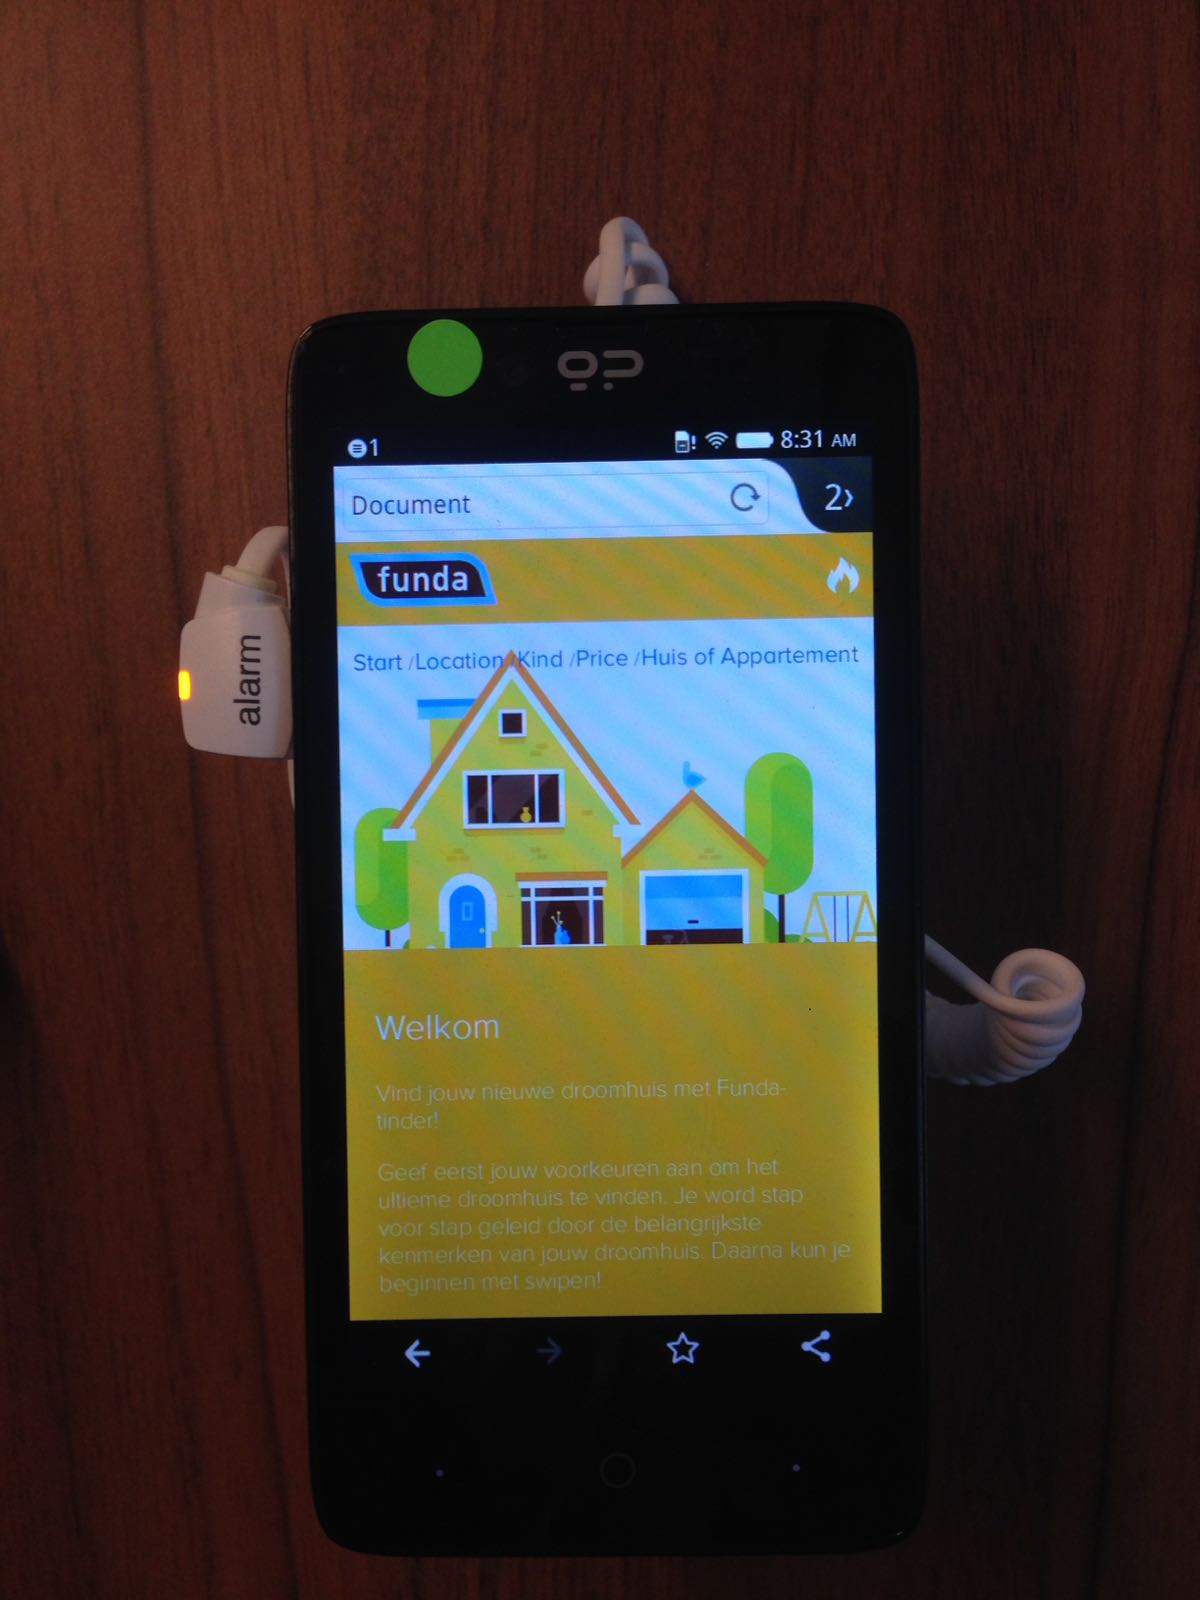 1
8:31 AM
Document
2›
funda
Start /Location /Kind /Price /Huis of Appartement
alarm
Welkom
Vind jouw nieuwe droomhuis met Funda-
tinder!
Geef eerst jouw voorkeuren aan om het
ultieme droomhuis te vinden. Je word stap
voor stap geleid door de belangrijkste
kenmerken van jouw droomhuis. Daarna kun je
beginnen met swipen!